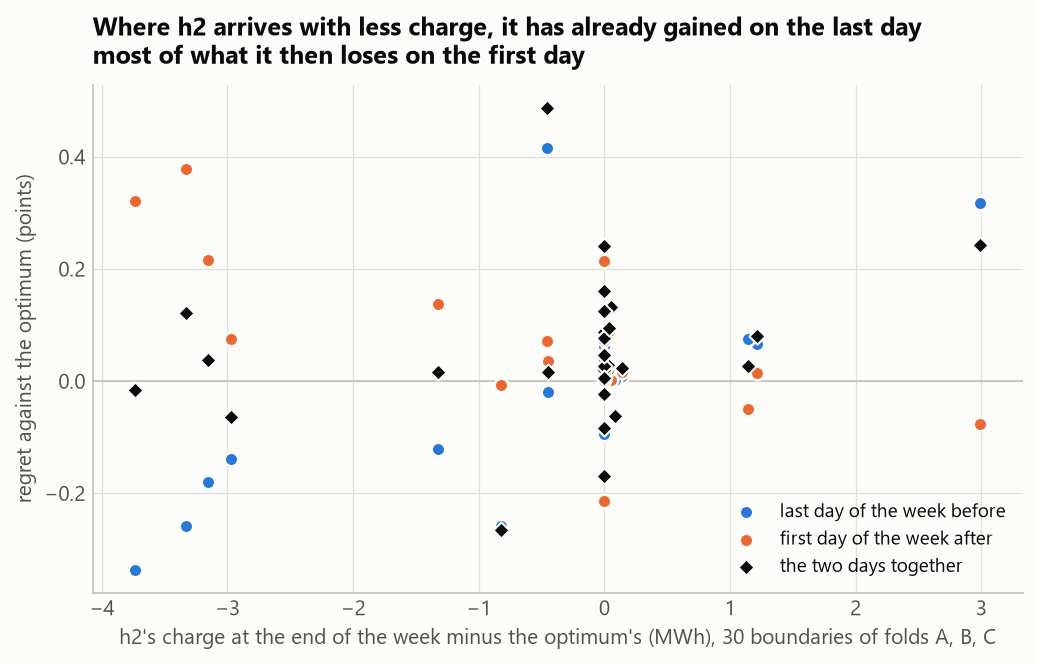 Where h2 arrives with less charge, it has already gained on the last day
most of what it then loses on the first day
regret against the optimum (points)
0.4
0.2
0.0
−0.2
last day of the week before
first day of the week after
the two days together
−4
−3
−2
−1
0
1
2
3
h2's charge at the end of the week minus the optimum's (MWh), 30 boundaries of folds A, B, C